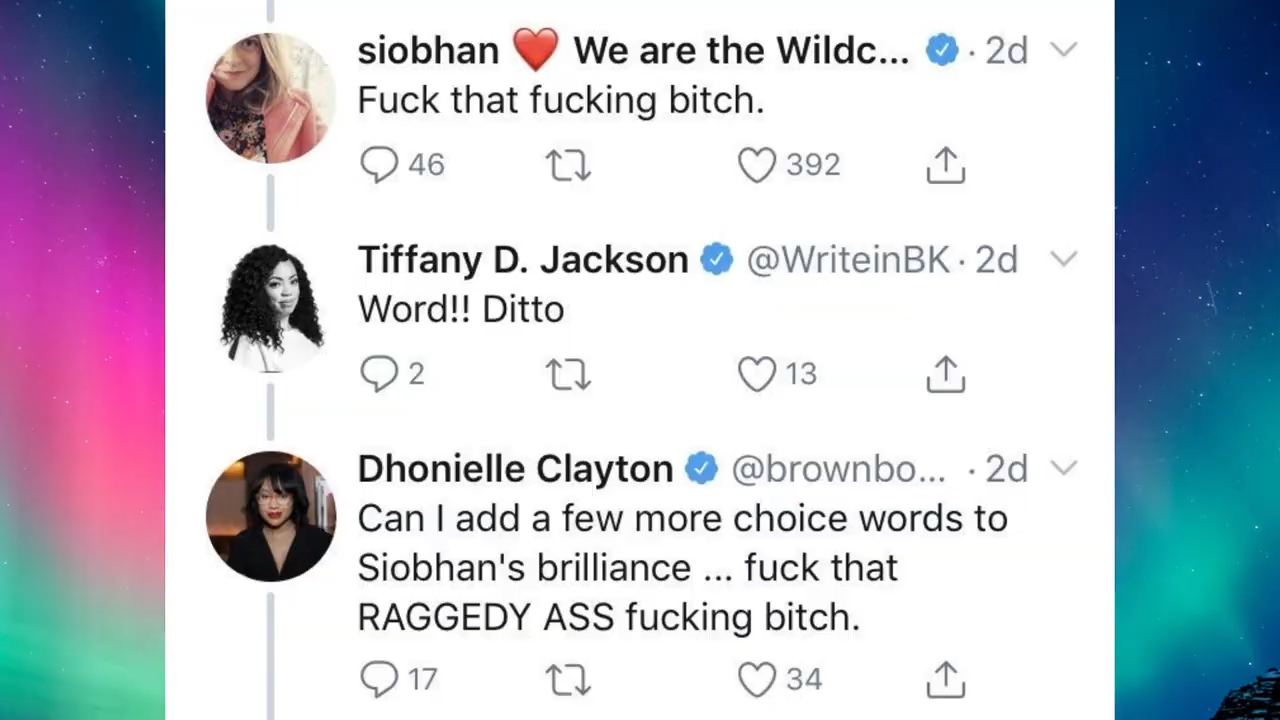 siobhan ❤️ We are the Wildc... · 2d
Fuck that fucking bitch.
46 392
Tiffany D. Jackson @WriteinBK · 2d
Word!! Ditto
2 13
Dhonielle Clayton @brownbo... · 2d
Can I add a few more choice words to
Siobhan's brilliance ... fuck that
RAGGEDY ASS fucking bitch.
17 34